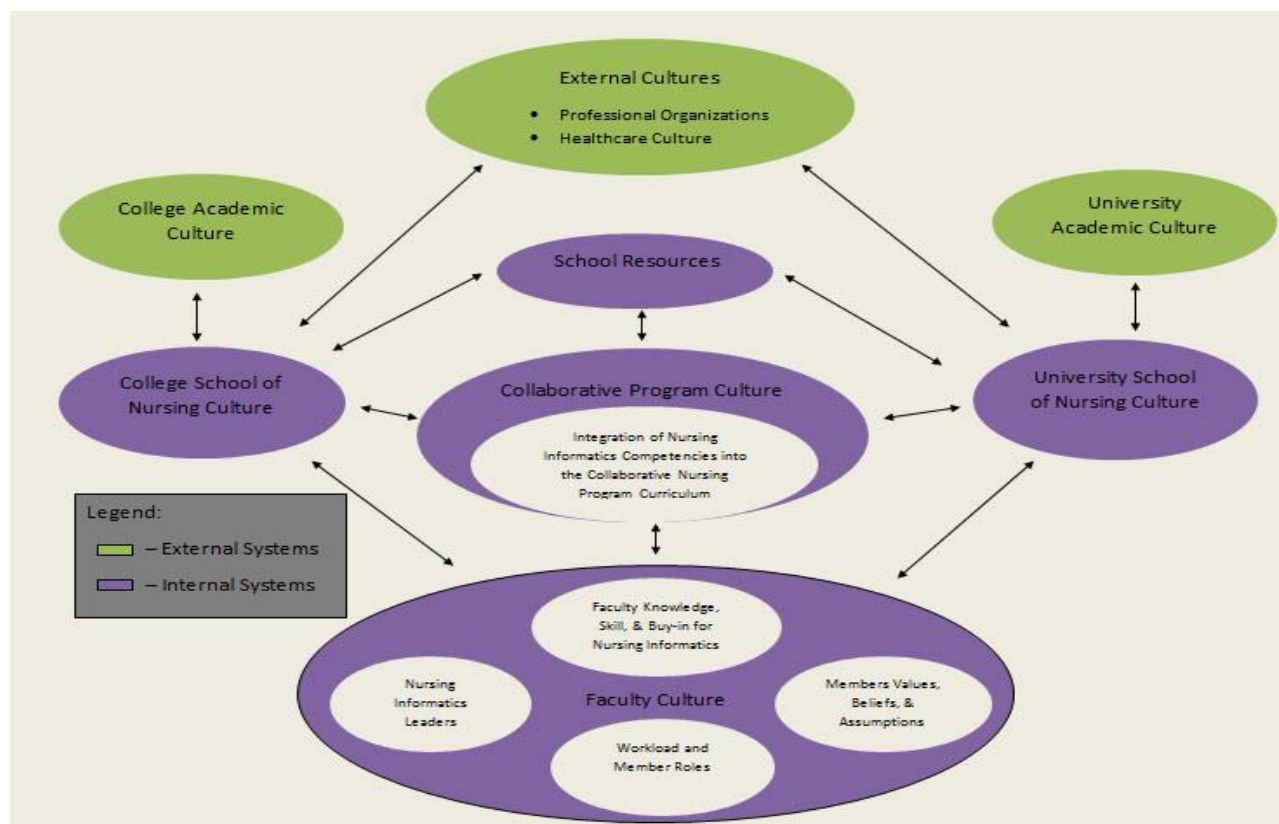 External Cultures
• Professional Organizations
• Healthcare Culture
College Academic
Culture
University
Academic Culture
School Resources
College School of
Nursing Culture
Collaborative Program Culture
University School
of Nursing Culture
Integration of Nursing
Informatics Competencies into
the Collaborative Nursing
Program Curriculum
Legend:
– External Systems
– Internal Systems
Faculty Knowledge,
Skill, & Buy-in for
Nursing Informatics
Nursing
Informatics
Leaders
Faculty Culture
Members Values,
Beliefs, &
Assumptions
Workload and
Member Roles